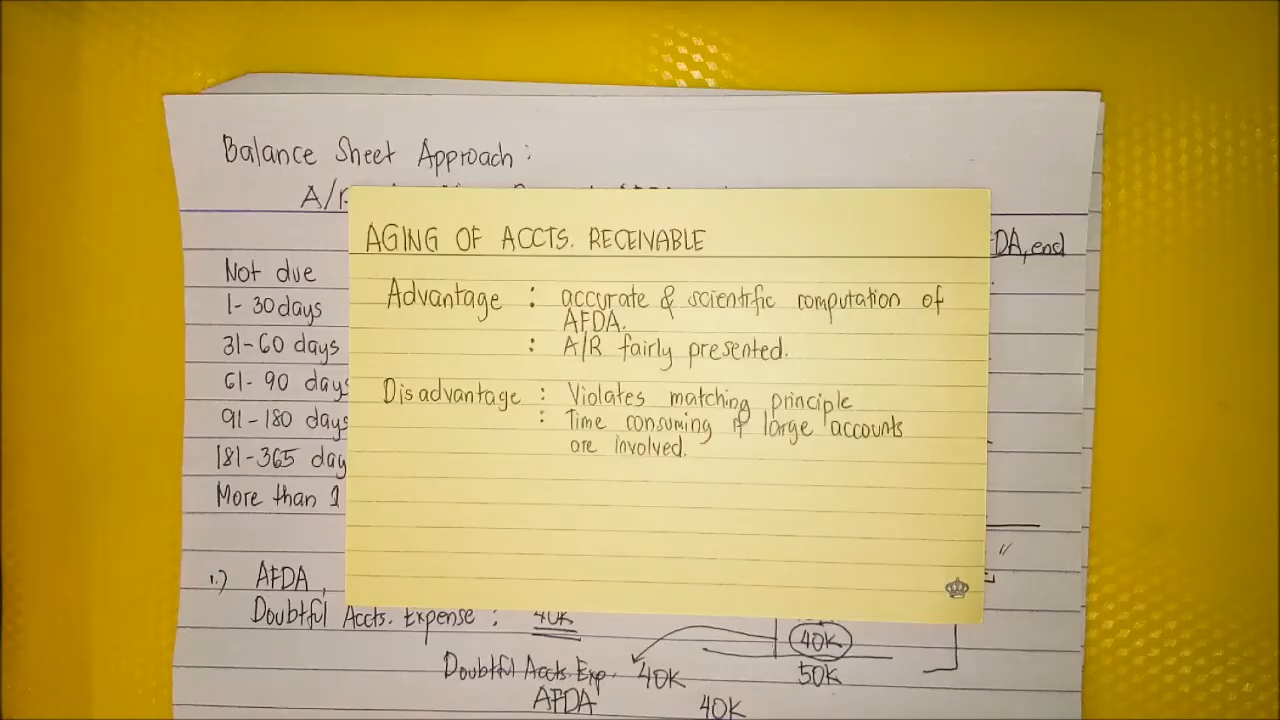 Balance Sheet Approach :
A/R
AGING OF ACCTS. RECEIVABLE
DA, end
Not due
1- 30 days
31-60 days
61- 90 days
91-180 days
181-365 day
More than 1
Advantage : accurate & scientific computation of
AFDA.
: A/R fairly presented.
Disadvantage : Violates matching principle
: Time consuming if large accounts
are involved.
1.) AFDA,
Doubtful Accts. Expense : 40K
40K
Doubtful Accts. Exp. 40K
50K
AFDA 40K